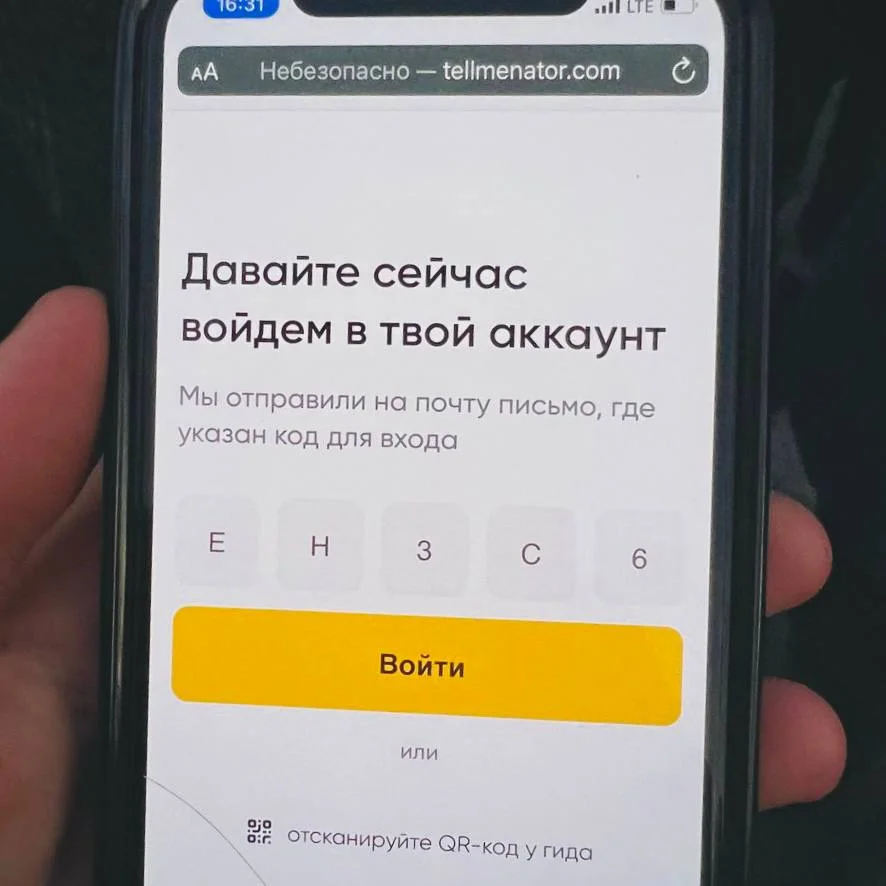 16:31 LTE
AA Небезопасно — tellmenator.com
Давайте сейчас
войдем в твой аккаунт
Мы отправили на почту письмо, где
указан код для входа
Е Н 3 С 6
Войти
или
отсканируйте QR-код у гида